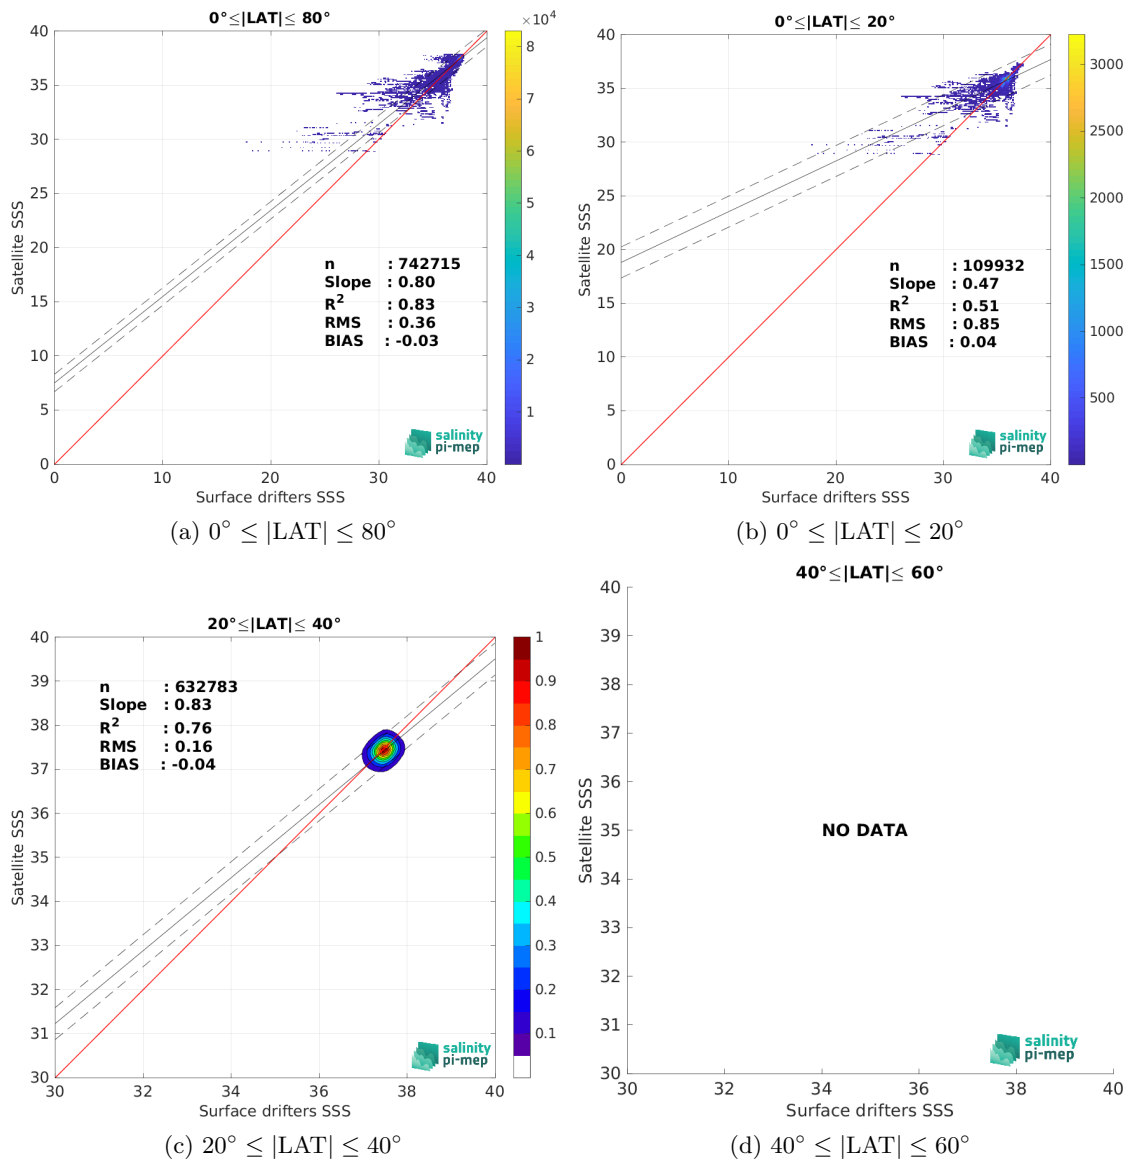 0°≤|LAT|≤ 80°
×10⁴
Satellite SSS
40
35
30
25
20
15
10
5
0
0
10
20
30
40
Surface drifters SSS
n : 742715
Slope : 0.80
R² : 0.83
RMS : 0.36
BIAS : -0.03
salinity
pi-mep
8
7
6
5
4
3
2
1
(a) 0° ≤ |LAT| ≤ 80°
0°≤|LAT|≤ 20°
Satellite SSS
40
35
30
25
20
15
10
5
0
0
10
20
30
40
Surface drifters SSS
n : 109932
Slope : 0.47
R² : 0.51
RMS : 0.85
BIAS : 0.04
salinity
pi-mep
3000
2500
2000
1500
1000
500
(b) 0° ≤ |LAT| ≤ 20°
20°≤|LAT|≤ 40°
Satellite SSS
40
39
38
37
36
35
34
33
32
31
30
30
32
34
36
38
40
Surface drifters SSS
n : 632783
Slope : 0.83
R² : 0.76
RMS : 0.16
BIAS : -0.04
salinity
pi-mep
1
0.9
0.8
0.7
0.6
0.5
0.4
0.3
0.2
0.1
(c) 20° ≤ |LAT| ≤ 40°
40°≤|LAT|≤ 60°
Satellite SSS
40
39
38
37
36
35
34
33
32
31
30
30
32
34
36
38
40
Surface drifters SSS
NO DATA
salinity
pi-mep
(d) 40° ≤ |LAT| ≤ 60°